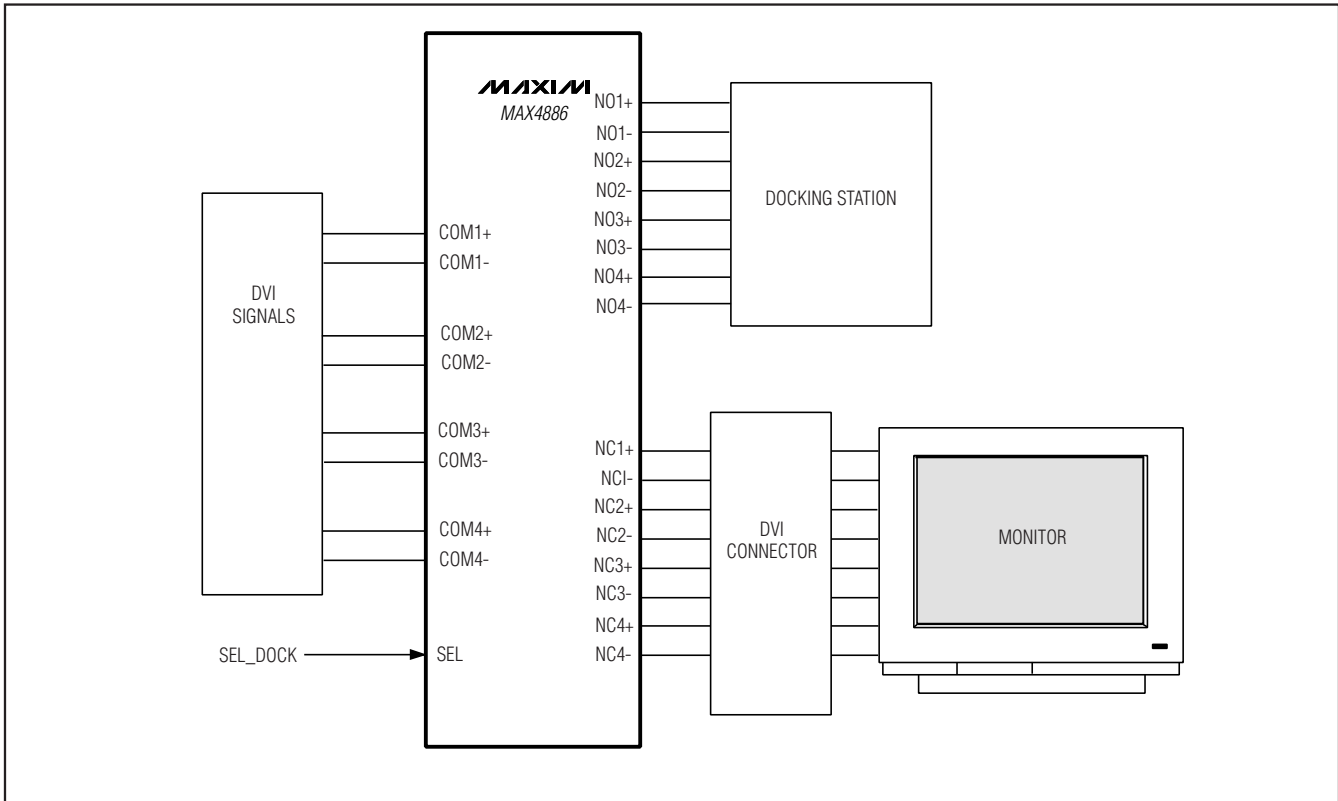 MAXIM
MAX4886
NO1+
NO1-
NO2+
NO2-
NO3+
NO3-
NO4+
NO4-
DOCKING STATION
DVI
SIGNALS
COM1+
COM1-
COM2+
COM2-
COM3+
COM3-
COM4+
COM4-
SEL_DOCK
SEL
NC1+
NCI-
NC2+
NC2-
NC3+
NC3-
NC4+
NC4-
DVI
CONNECTOR
MONITOR